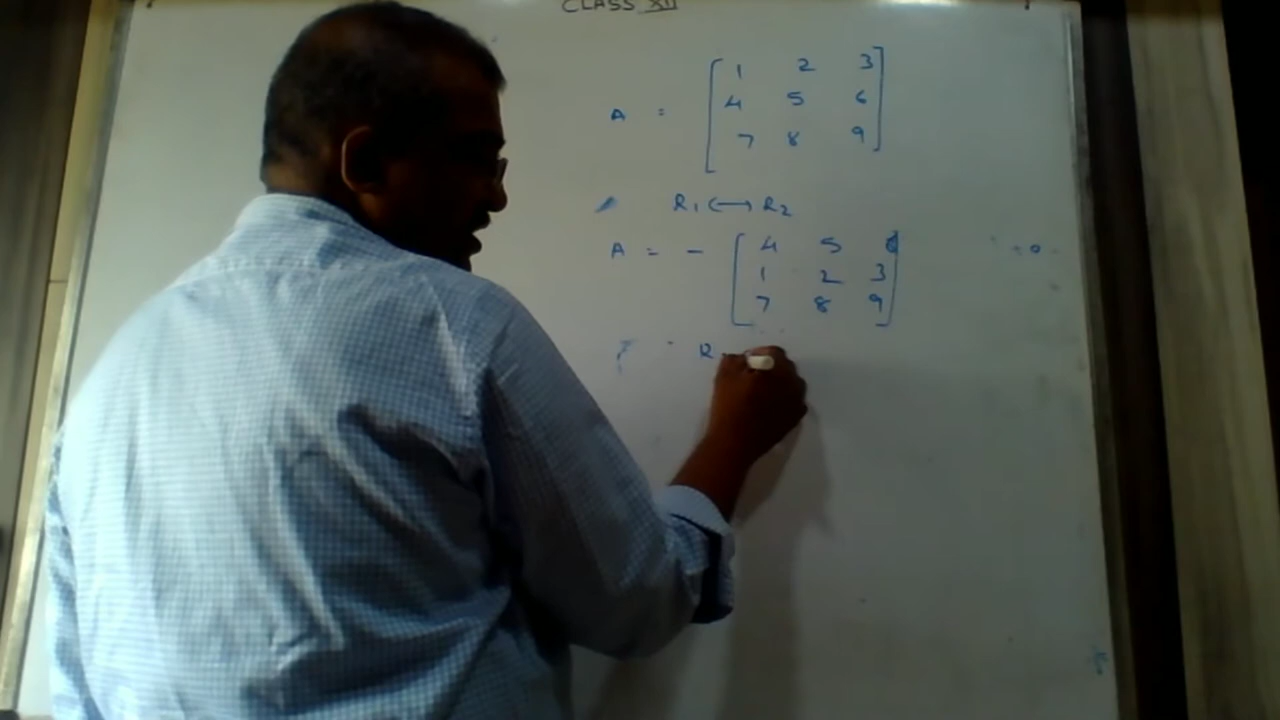 CLASS XII
A = [ 1 2 3
4 5 6
7 8 9 ]
R₁ ↔ R₂
A = - [ 4 5 6
1 2 3
7 8 9 ]
R